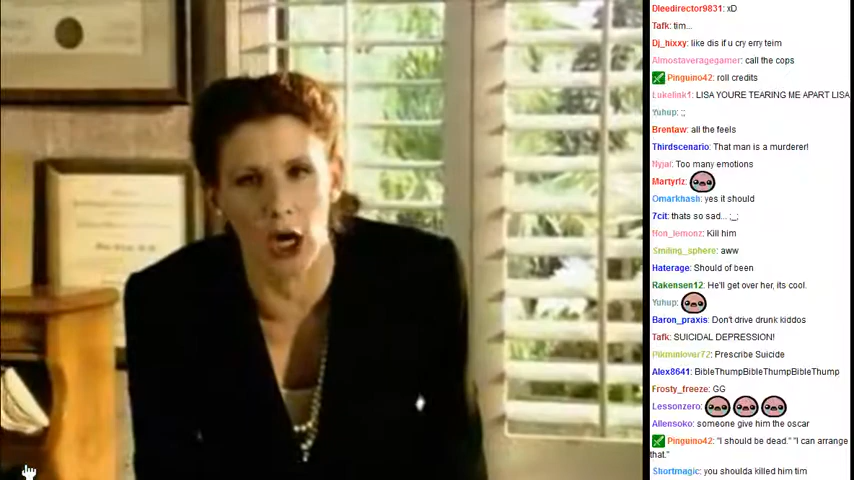 Dleedirector9831: xD
Tafk: tim...
Dj_hixxy: like dis if u cry erry teim
Almostaveragegamer: call the cops
Pinguino42: roll credits
Lukelink1: LISA YOURE TEARING ME APART LISA
Yuhup: :;
Brentaw: all the feels
Thirdscenario: That man is a murderer!
Nyjar: Too many emotions
Martyrlz:
Omarkhash: yes it should
7cit: thats so sad... ;_;
Non_lemonz: Kill him
Smiling_sphere: aww
Haterage: Should of been
Rakensen12: He'll get over her, its cool.
Yuhup:
Baron_praxis: Don't drive drunk kiddos
Tafk: SUICIDAL DEPRESSION!
Pikminlover72: Prescribe Suicide
Alex8641: BibleThumpBibleThumpBibleThump
Frosty_freeze: GG
Lessonzero:
Allensoko: someone give him the oscar
Pinguino42: "I should be dead." "I can arrange
that."
Shortmagic: you shoulda killed him tim